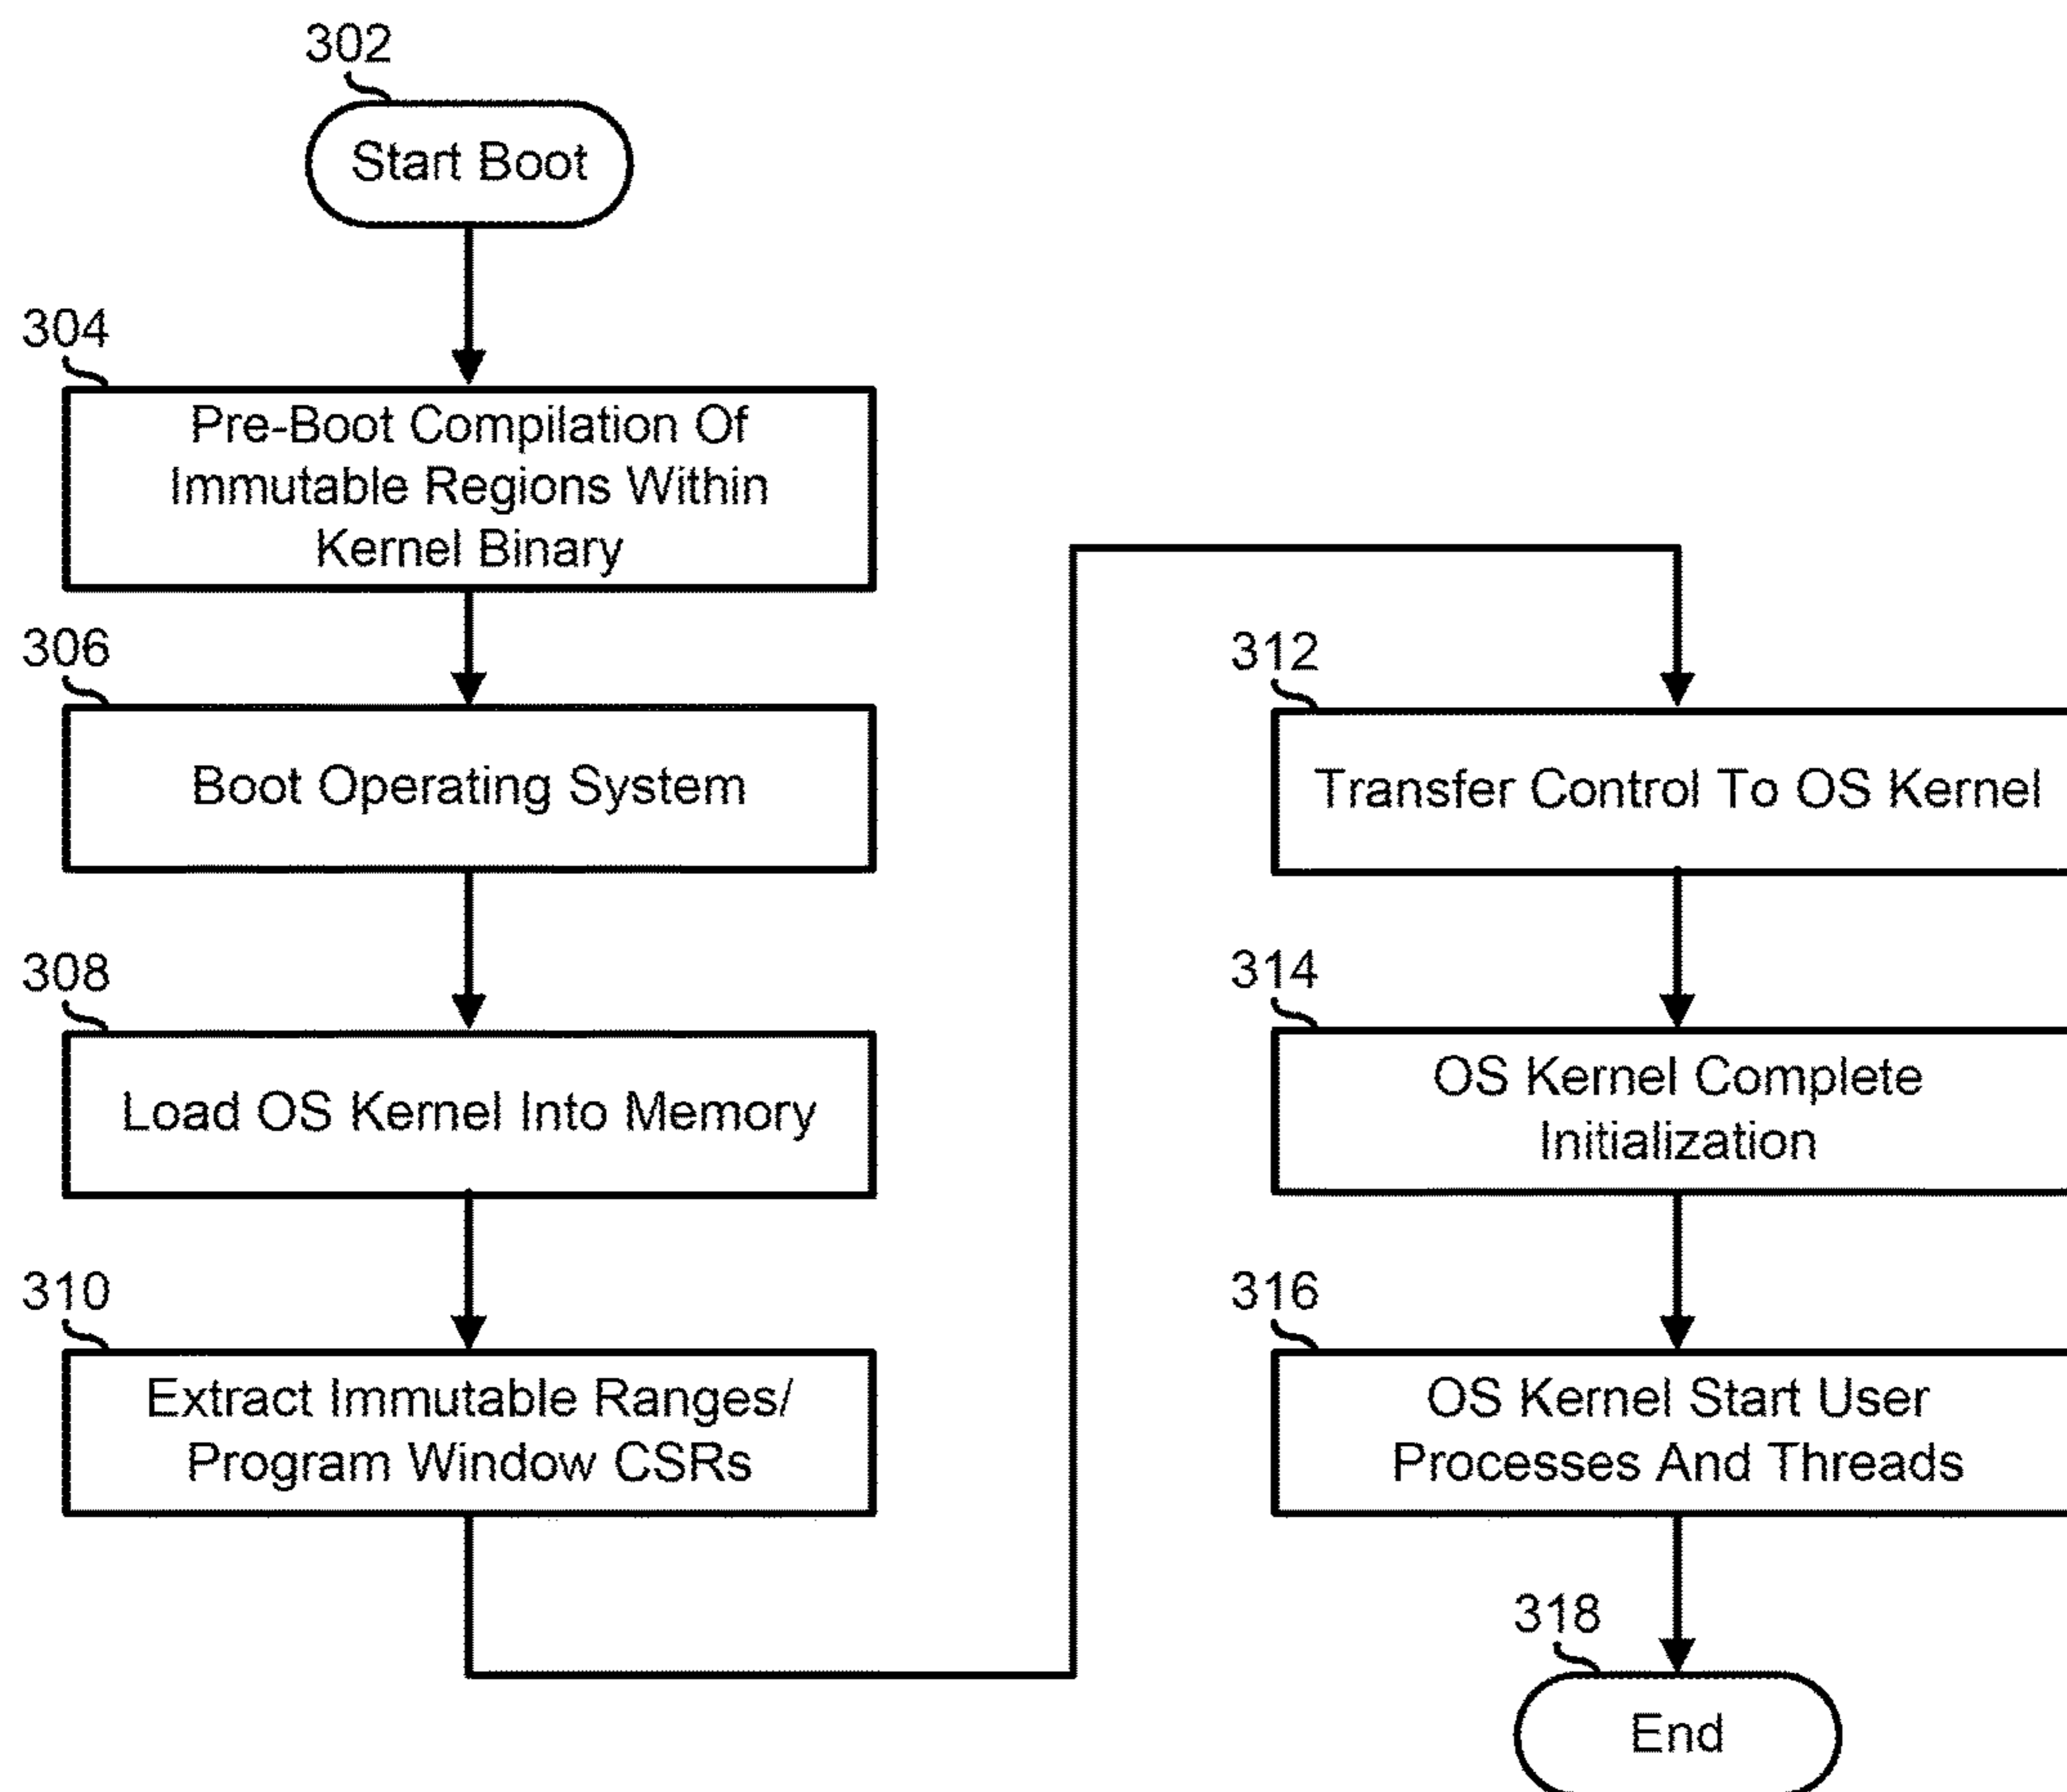 302
Start Boot
304
Pre-Boot Compilation Of
Immutable Regions Within
Kernel Binary
306
Boot Operating System
308
Load OS Kernel Into Memory
310
Extract Immutable Ranges/
Program Window CSRs
312
Transfer Control To OS Kernel
314
OS Kernel Complete
Initialization
316
OS Kernel Start User
Processes And Threads
318
End